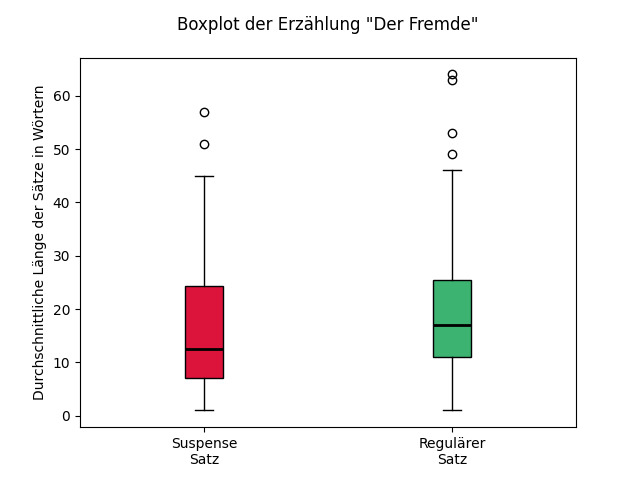 Boxplot der Erzählung "Der Fremde"
Durchschnittliche Länge der Sätze in Wörtern
60
50
40
30
20
10
0
Suspense
Satz
Regulärer
Satz